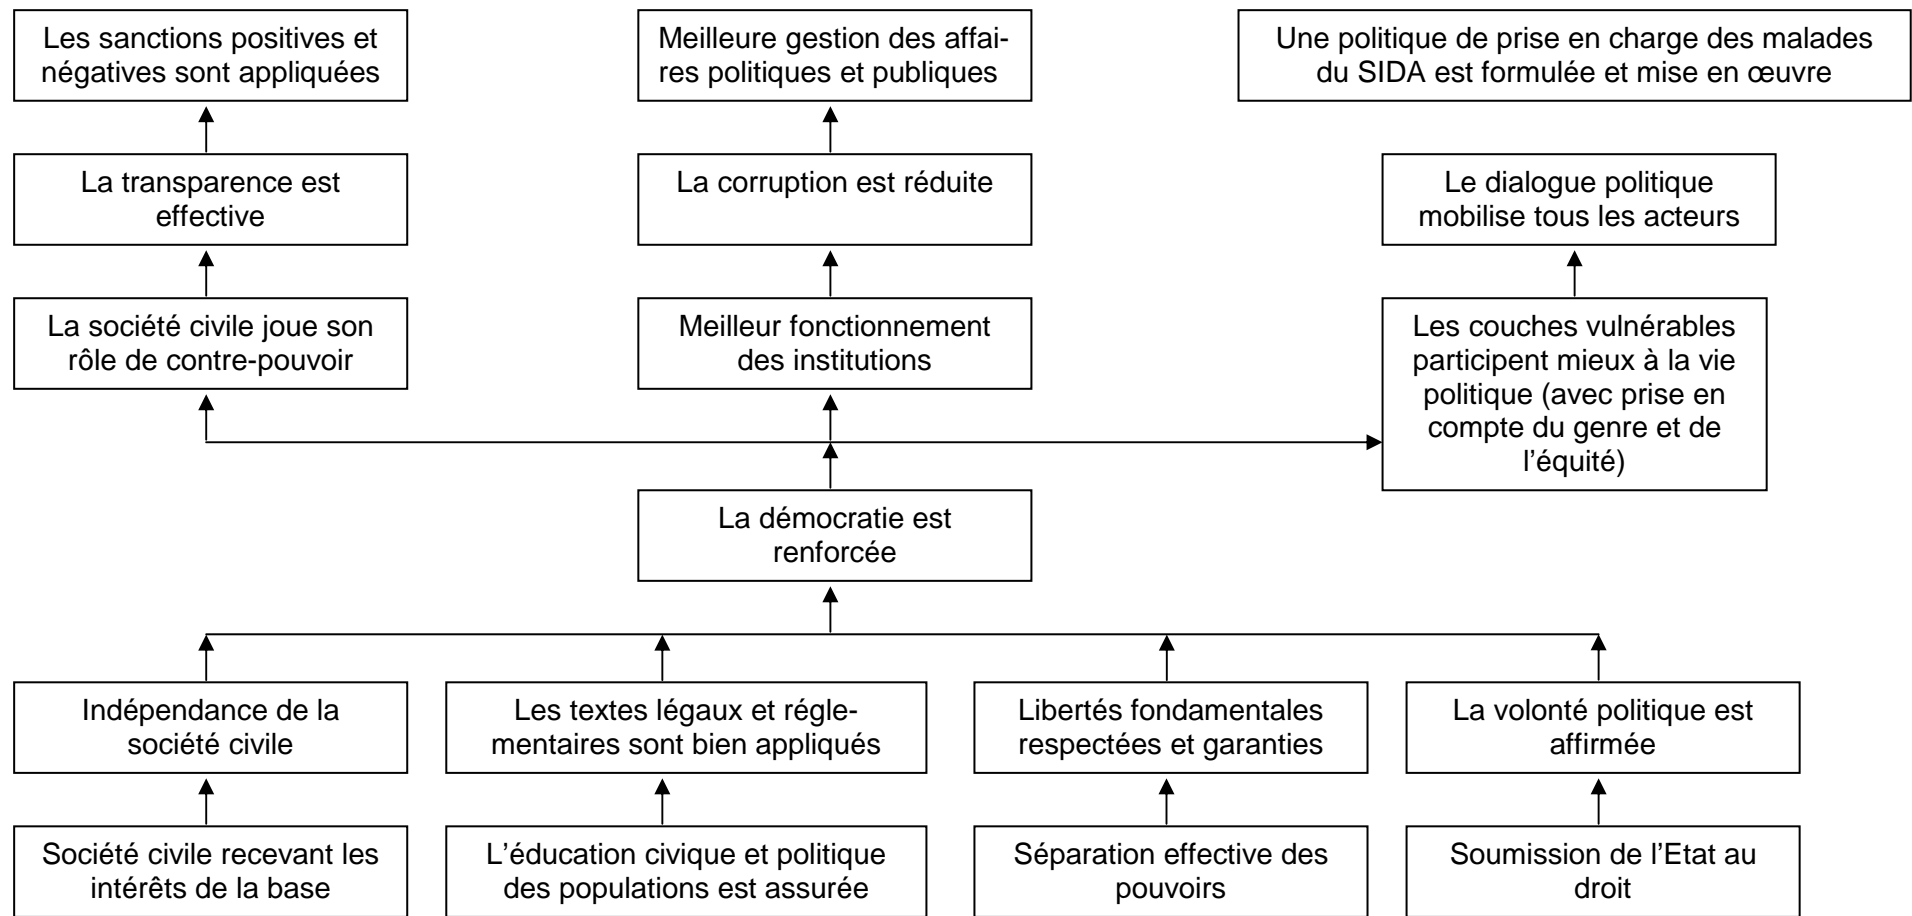 Les sanctions positives et
négatives sont appliquées
Meilleure gestion des affai-
res politiques et publiques
Une politique de prise en charge des malades
du SIDA est formulée et mise en œuvre
La transparence est
effective
La corruption est réduite
Le dialogue politique
mobilise tous les acteurs
La société civile joue son
rôle de contre-pouvoir
Meilleur fonctionnement
des institutions
Les couches vulnérables
participent mieux à la vie
politique (avec prise en
compte du genre et de
l’équité)
La démocratie est
renforcée
Indépendance de la
société civile
Les textes légaux et régle-
mentaires sont bien appliqués
Libertés fondamentales
respectées et garanties
La volonté politique est
affirmée
Société civile recevant les
intérêts de la base
L’éducation civique et politique
des populations est assurée
Séparation effective des
pouvoirs
Soumission de l’Etat au
droit